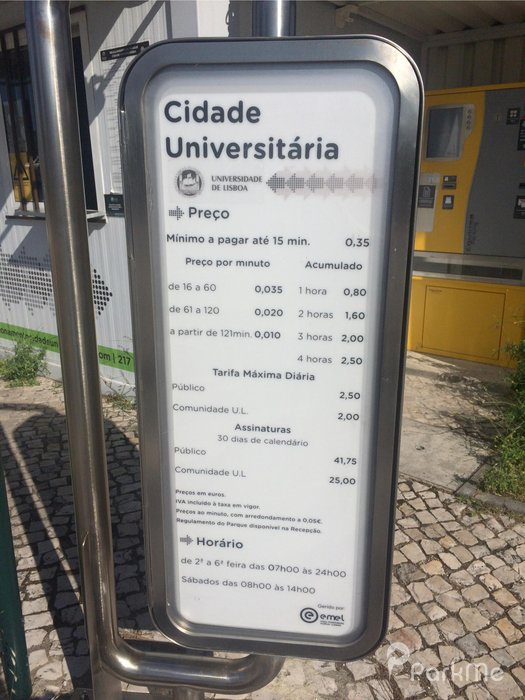 Cidade
Universitária
UNIVERSIDADE
DE LISBOA
Preço
Mínimo a pagar até 15 min. 0,35
Preço por minuto Acumulado
de 16 a 60 0,035 1 hora 0,80
de 61 a 120 0,020 2 horas 1,60
a partir de 121min. 0,010 3 horas 2,00
4 horas 2,50
Tarifa Máxima Diária
Público 2,50
Comunidade U.L. 2,00
Assinaturas
30 dias de calendário
Público 41,75
Comunidade U.L 25,00
Preços em euros.
IVA incluído à taxa em vigor.
Preços ao minuto, com arredondamento a 0,05€.
Regulamento do Parque disponível na Recepção.
Horário
de 2ª a 6ª feira das 07h00 às 24h00
Sábados das 08h00 às 14h00
Gerido por:
emel
ParkMe